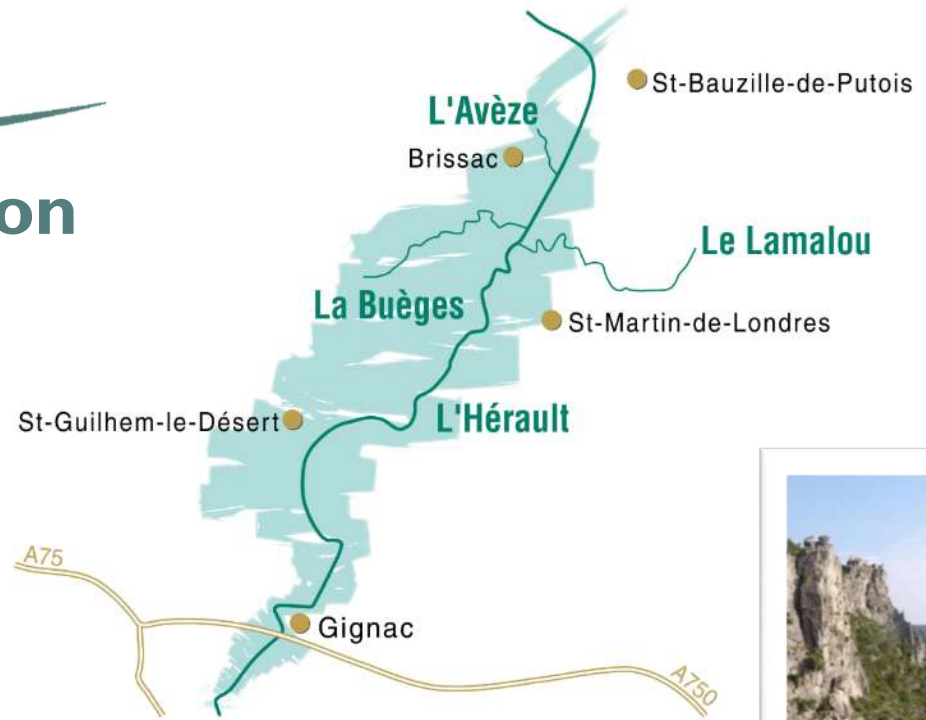 St-Bauzille-de-Putois
L'Avèze
Brissac
on
Le Lamalou
La Buèges
St-Martin-de-Londres
St-Guilhem-le-Désert
L'Hérault
A75
Gignac
A750